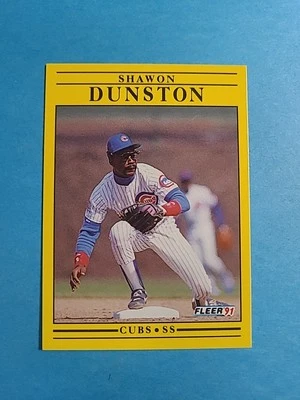 SHAWON
DUNSTON
FLEER 91
CUBS • SS